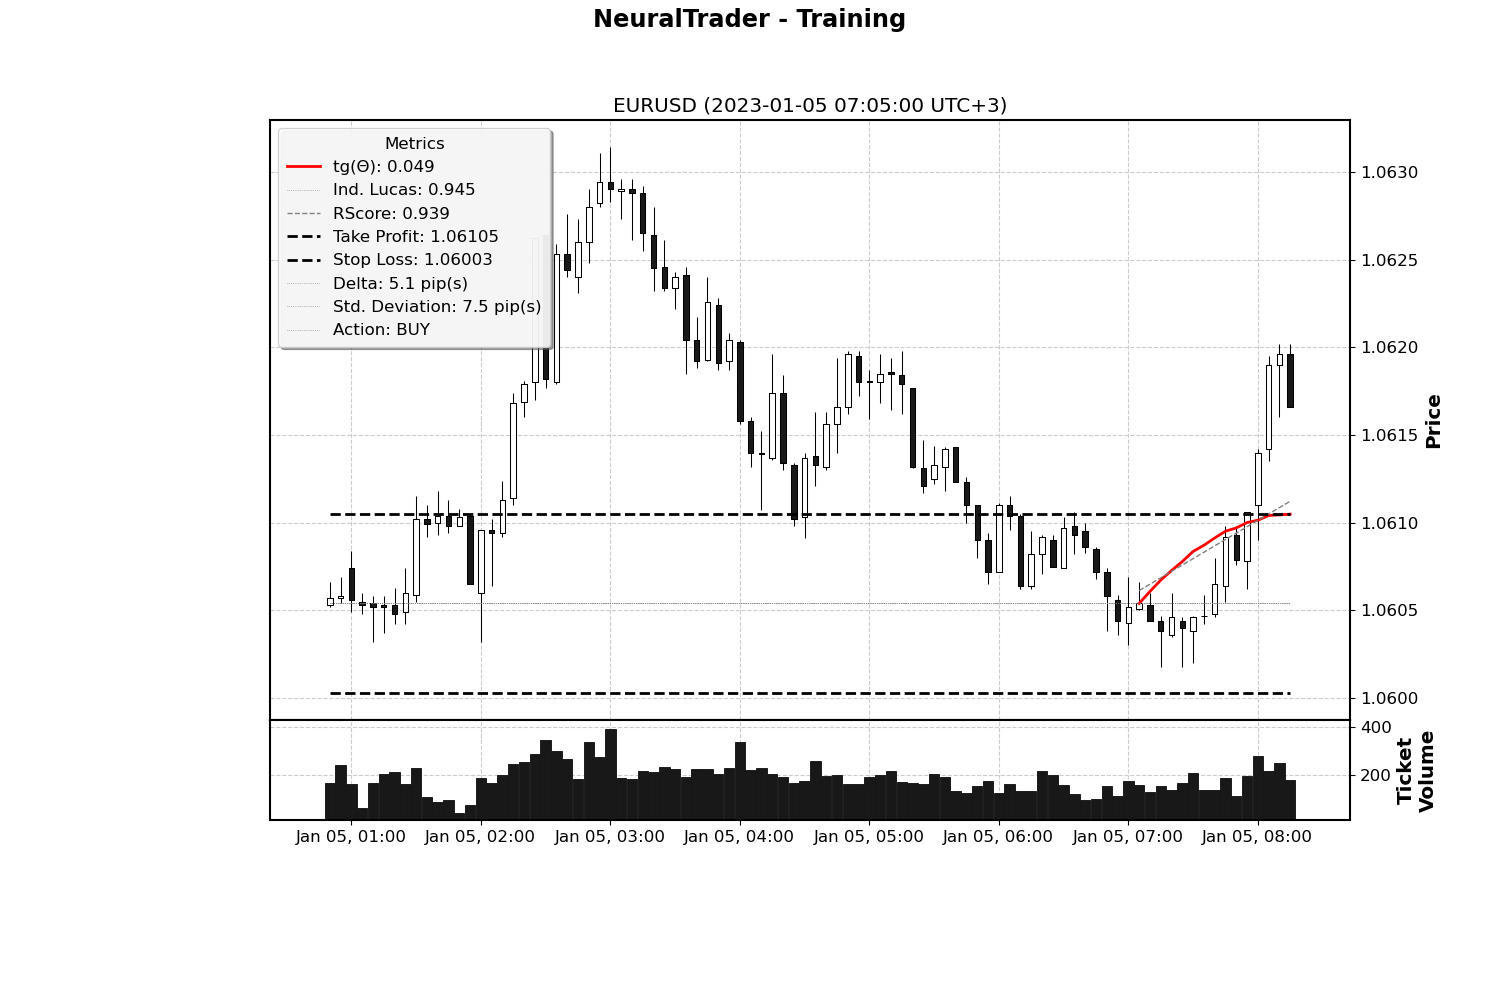 NeuralTrader - Training
EURUSD (2023-01-05 07:05:00 UTC+3)
Metrics
tg(Θ): 0.049
Ind. Lucas: 0.945
RScore: 0.939
Take Profit: 1.06105
Stop Loss: 1.06003
Delta: 5.1 pip(s)
Std. Deviation: 7.5 pip(s)
Action: BUY
1.0630
1.0625
1.0620
1.0615
1.0610
1.0605
1.0600
Price
400
200
Ticket
Volume
Jan 05, 01:00
Jan 05, 02:00
Jan 05, 03:00
Jan 05, 04:00
Jan 05, 05:00
Jan 05, 06:00
Jan 05, 07:00
Jan 05, 08:00